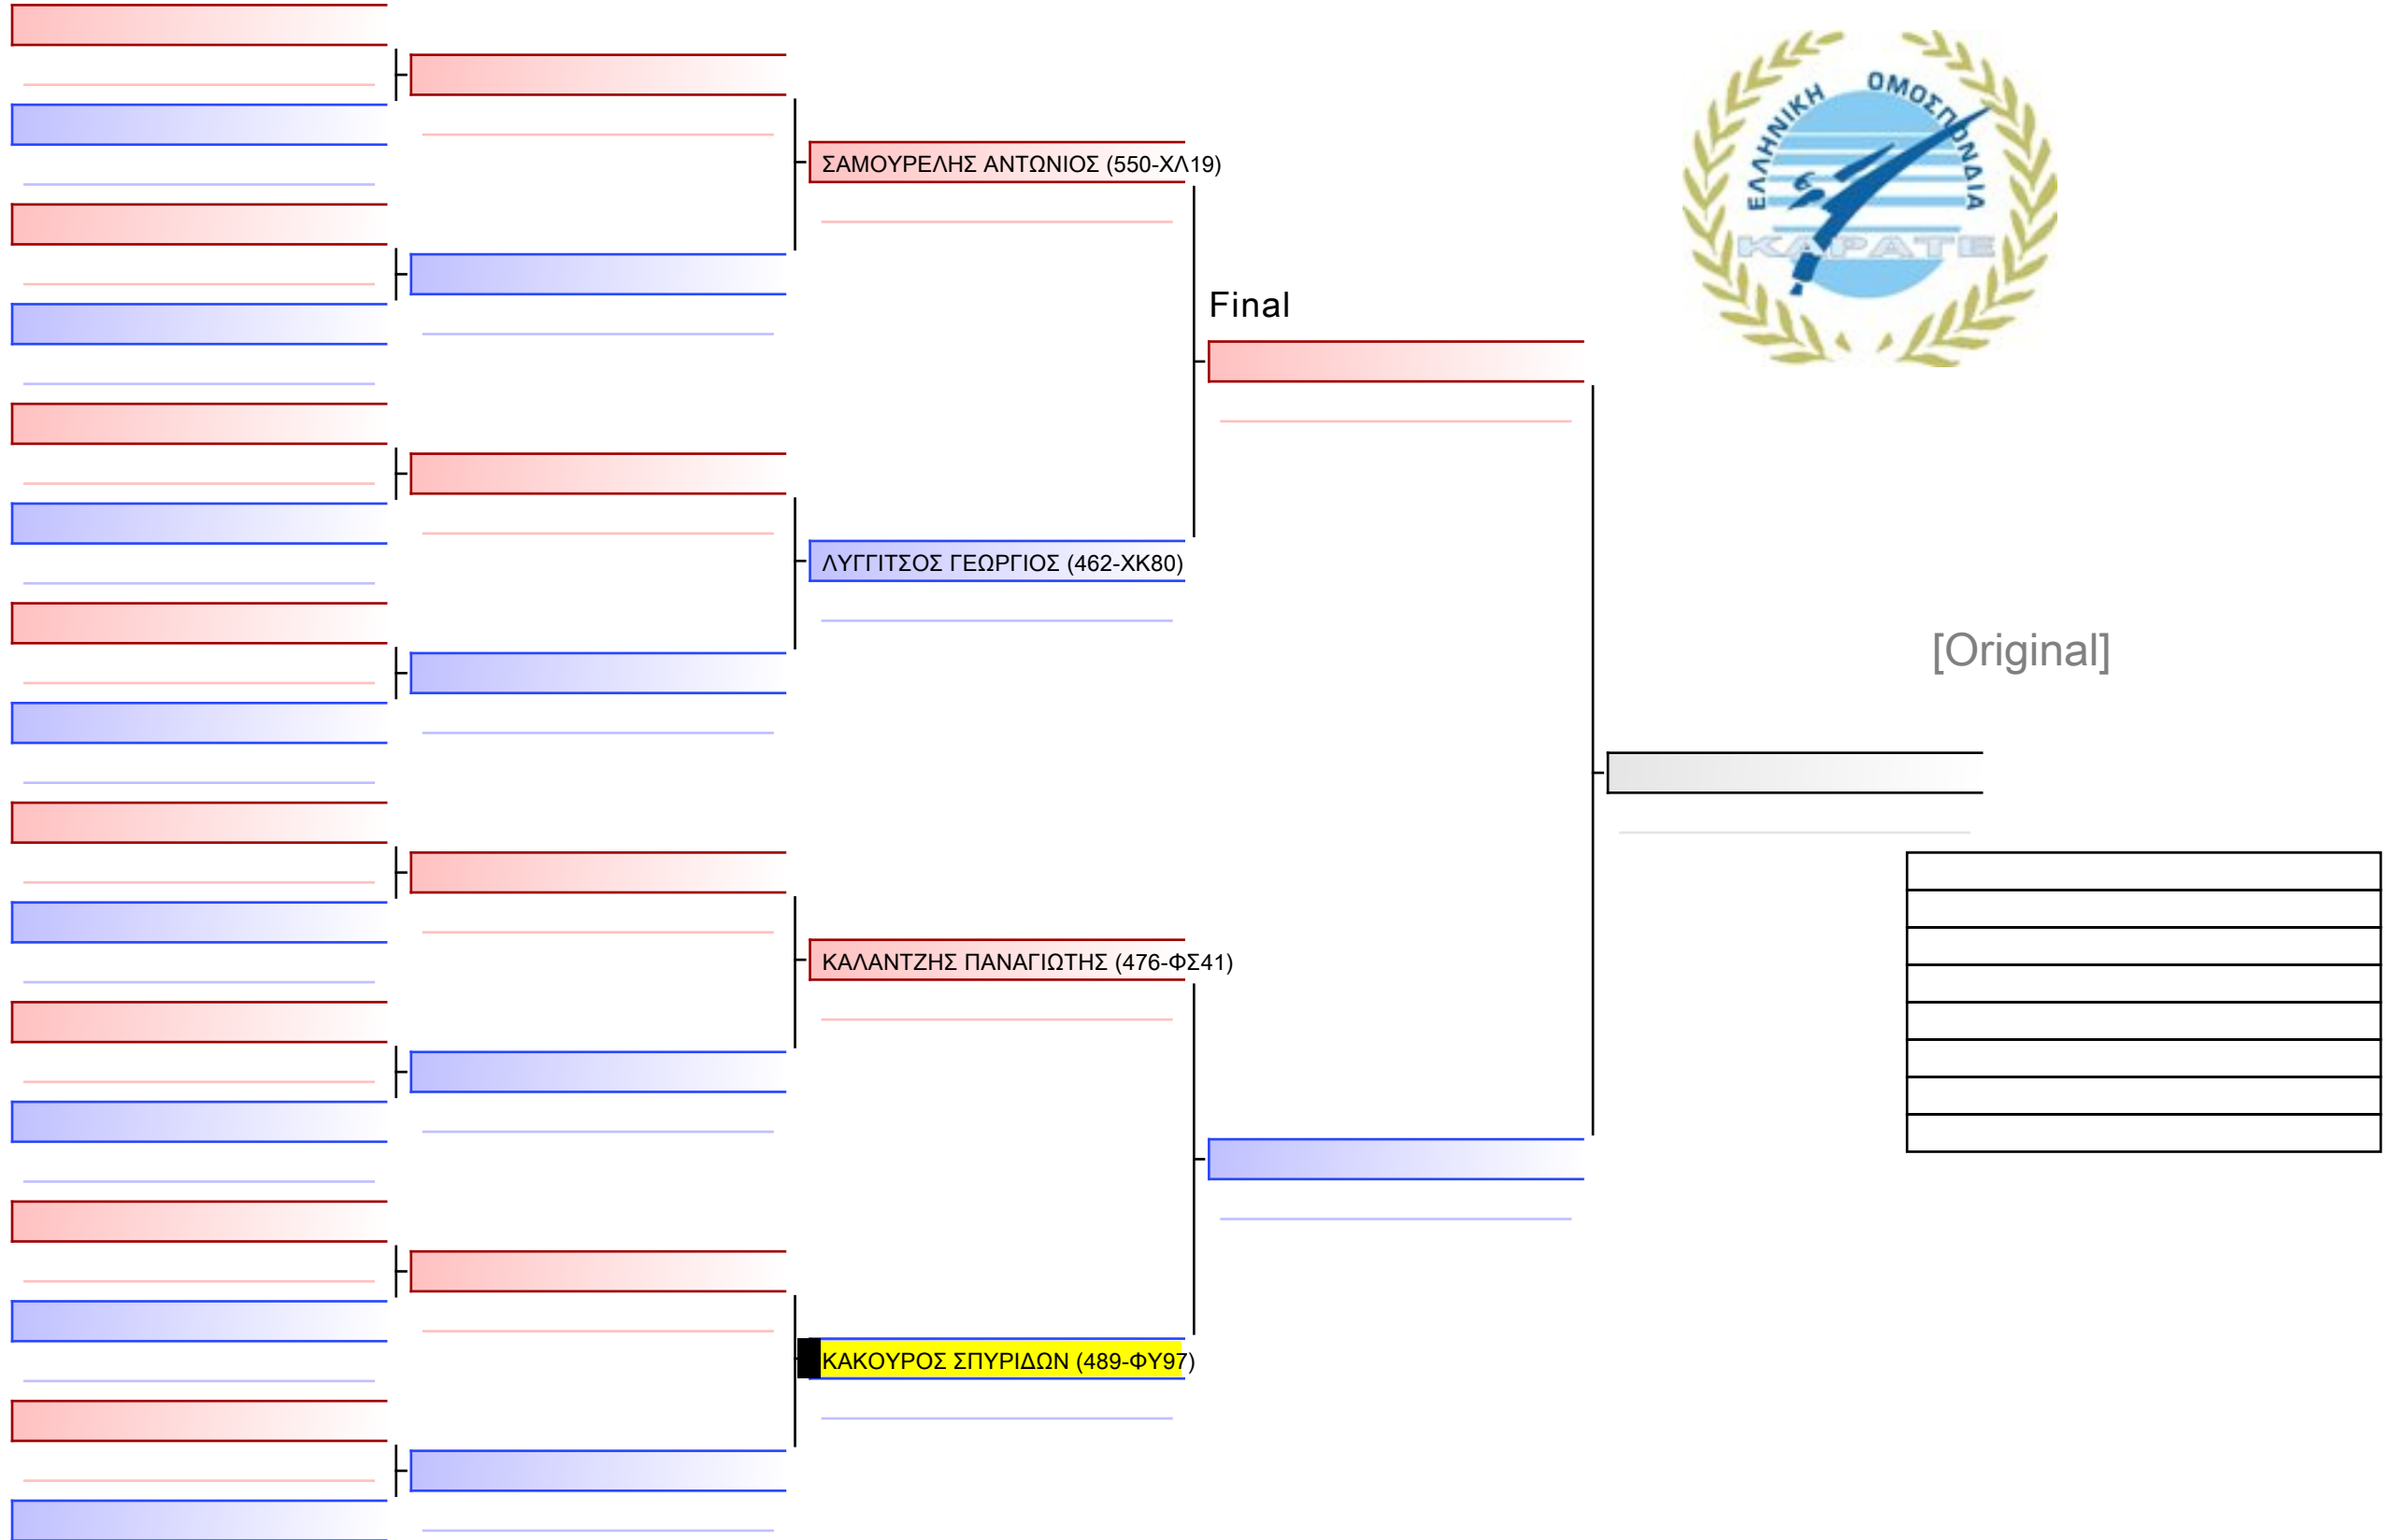 ΕΛΛΗΝΙΚΗ ΟΜΟΣΠΟΝΔΙΑ
ΚΑΡΑΤΕ
ΣΑΜΟΥΡΕΛΗΣ ΑΝΤΩΝΙΟΣ (550-ΧΛ19)
Final
ΛΥΓΓΙΤΣΟΣ ΓΕΩΡΓΙΟΣ (462-ΧΚ80)
[Original]
ΚΑΛΑΝΤΖΗΣ ΠΑΝΑΓΙΩΤΗΣ (476-ΦΣ41)
ΚΑΚΟΥΡΟΣ ΣΠΥΡΙΔΩΝ (489-ΦΥ97)